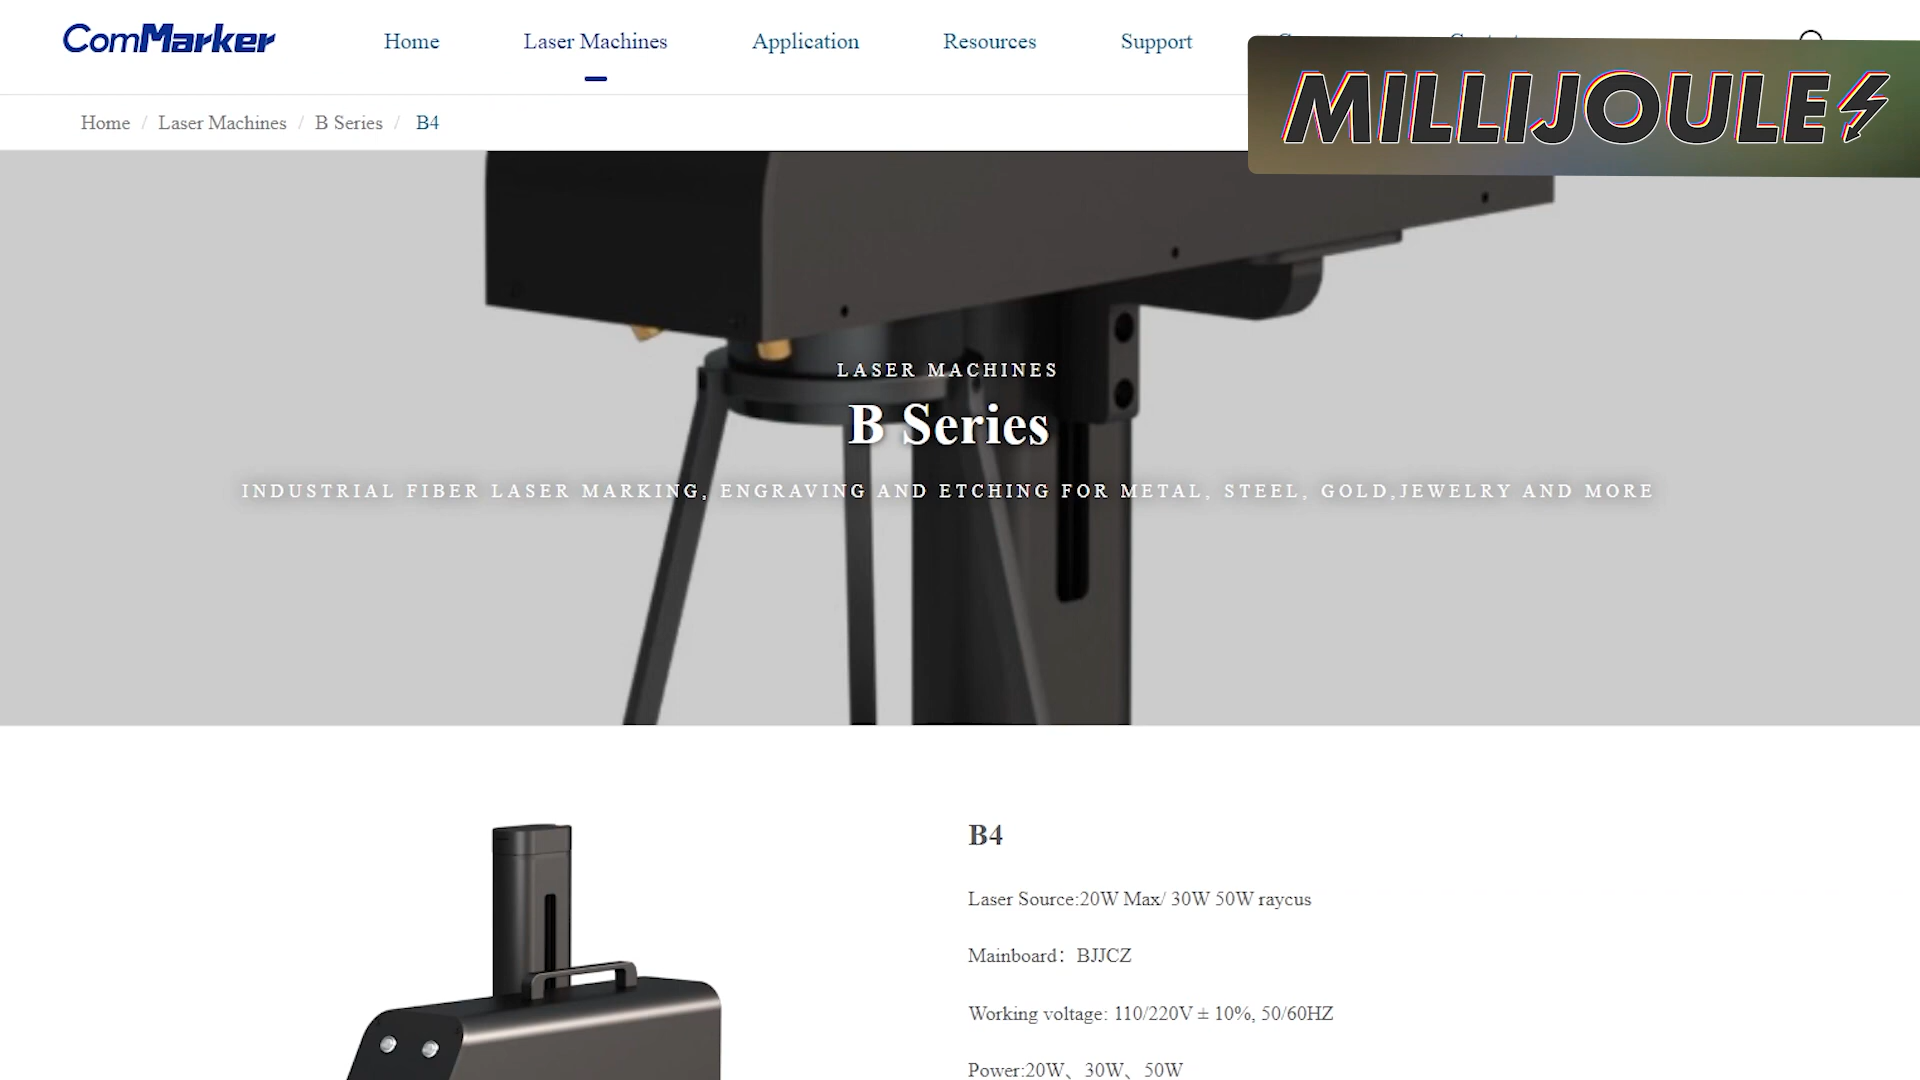 ComMarker
Home
Laser Machines
Application
Resources
Support
MILLIJOULE
Home / Laser Machines / B Series / B4
LASER MACHINES
B Series
INDUSTRIAL FIBER LASER MARKING, ENGRAVING AND ETCHING FOR METAL, STEEL, GOLD,JEWELRY AND MORE
B4
Laser Source:20W Max/ 30W 50W raycus
Mainboard：BJJCZ
Working voltage: 110/220V ± 10%, 50/60HZ
Power:20W、30W、50W